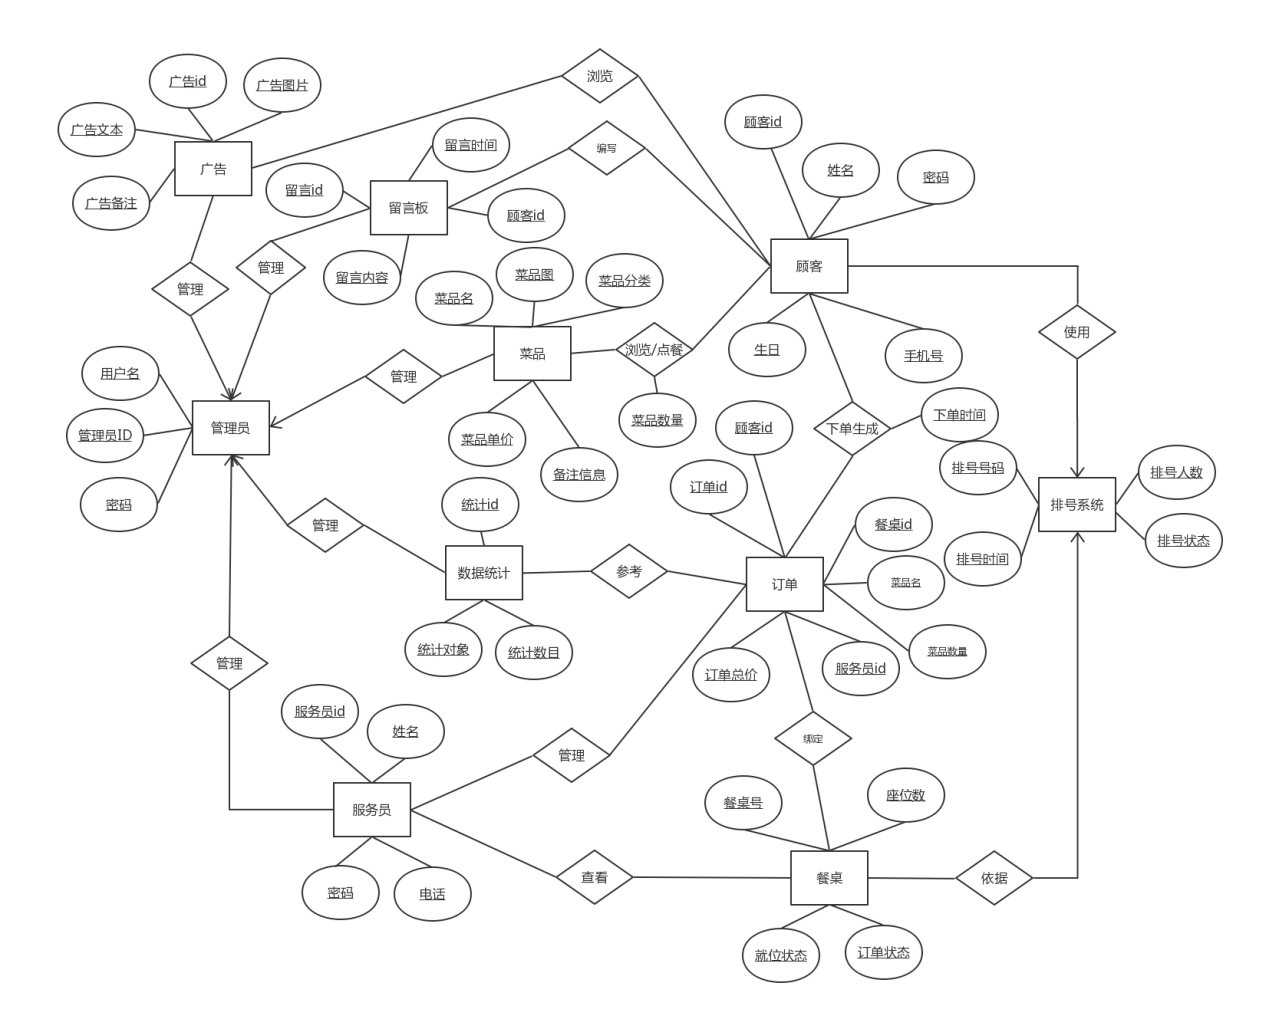 浏览
广告id
广告图片
广告文本
顾客id
留言时间
编写
广告
姓名
密码
留言id
广告备注
留言板
顾客id
管理
顾客
留言内容
菜品图
菜品分类
管理
菜品名
使用
浏览/点餐
生日
菜品
手机号
用户名
管理
菜品数量
下单时间
顾客id
下单生成
管理员
管理员ID
菜品单价
排号号码
排号人数
备注信息
订单id
密码
统计id
排号系统
管理
餐桌id
排号状态
排号时间
数据统计
参考
订单
菜品名
统计对象
统计数目
菜品数量
管理
订单总价
服务员id
服务员id
姓名
绑定
管理
座位数
餐桌号
服务员
查看
餐桌
依据
密码
电话
就位状态
订单状态